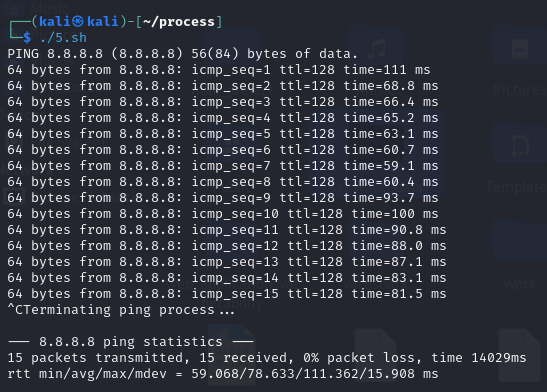 ┌──(kali㉿kali)-[~/process]
└─$ ./5.sh
PING 8.8.8.8 (8.8.8.8) 56(84) bytes of data.
64 bytes from 8.8.8.8: icmp_seq=1 ttl=128 time=111 ms
64 bytes from 8.8.8.8: icmp_seq=2 ttl=128 time=68.8 ms
64 bytes from 8.8.8.8: icmp_seq=3 ttl=128 time=66.4 ms
64 bytes from 8.8.8.8: icmp_seq=4 ttl=128 time=65.2 ms
64 bytes from 8.8.8.8: icmp_seq=5 ttl=128 time=63.1 ms
64 bytes from 8.8.8.8: icmp_seq=6 ttl=128 time=60.7 ms
64 bytes from 8.8.8.8: icmp_seq=7 ttl=128 time=59.1 ms
64 bytes from 8.8.8.8: icmp_seq=8 ttl=128 time=60.4 ms
64 bytes from 8.8.8.8: icmp_seq=9 ttl=128 time=93.7 ms
64 bytes from 8.8.8.8: icmp_seq=10 ttl=128 time=100 ms
64 bytes from 8.8.8.8: icmp_seq=11 ttl=128 time=90.8 ms
64 bytes from 8.8.8.8: icmp_seq=12 ttl=128 time=88.0 ms
64 bytes from 8.8.8.8: icmp_seq=13 ttl=128 time=87.1 ms
64 bytes from 8.8.8.8: icmp_seq=14 ttl=128 time=83.1 ms
64 bytes from 8.8.8.8: icmp_seq=15 ttl=128 time=81.5 ms
^CTerminating ping process...
--- 8.8.8.8 ping statistics ---
15 packets transmitted, 15 received, 0% packet loss, time 14029ms
rtt min/avg/max/mdev = 59.068/78.633/111.362/15.908 ms
Music
Pictures
Template
work